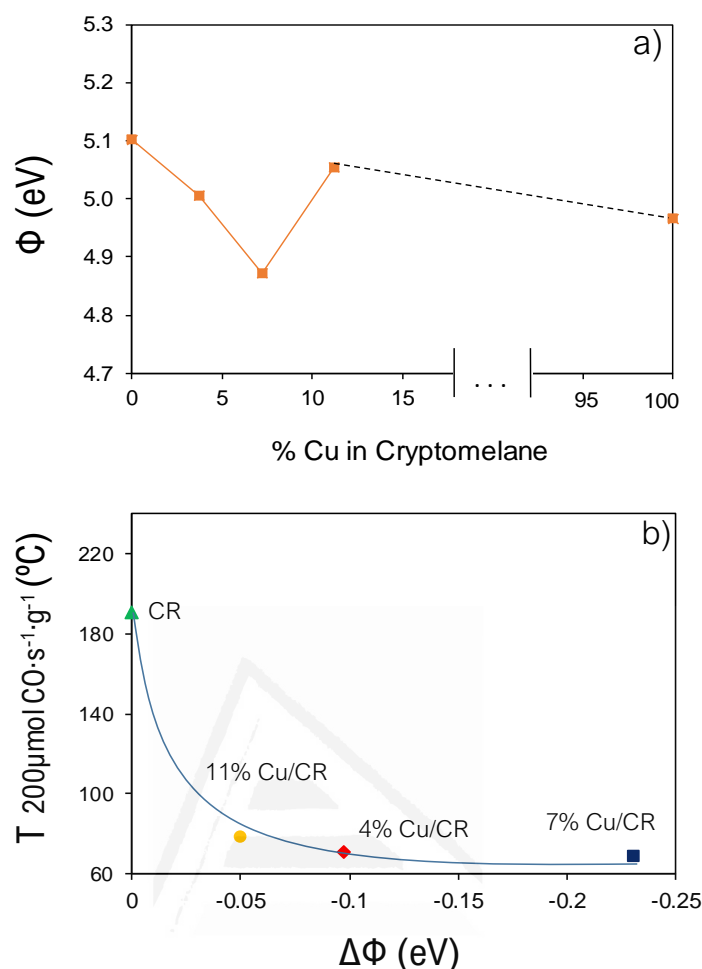 a)
5.3
5.2
5.1
5.0
4.9
4.8
4.7
Φ (eV)
0 5 10 15 ... 95 100
% Cu in Cryptomelane
b)
220
180
140
100
60
T 200μmol CO·s⁻¹·g⁻¹ (ºC)
CR
11% Cu/CR
4% Cu/CR
7% Cu/CR
0 -0.05 -0.1 -0.15 -0.2 -0.25
ΔΦ (eV)